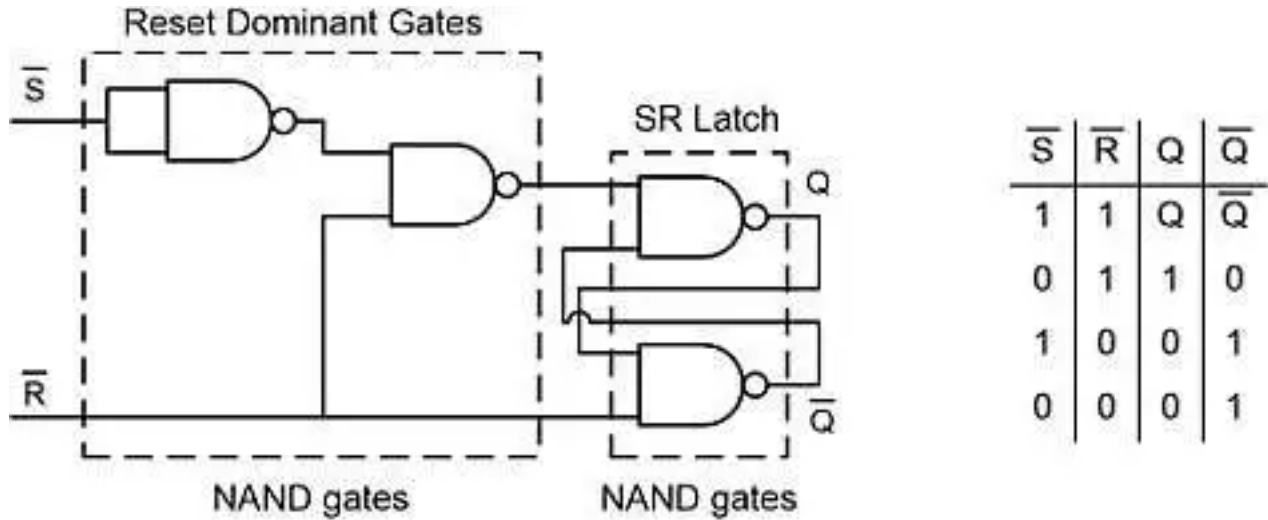 Reset Dominant Gates
S̅
SR Latch
Q
R̅
Q̅
NAND gates
NAND gates
S̅ R̅ Q Q̅
1 1 Q Q̅
0 1 1 0
1 0 0 1
0 0 0 1